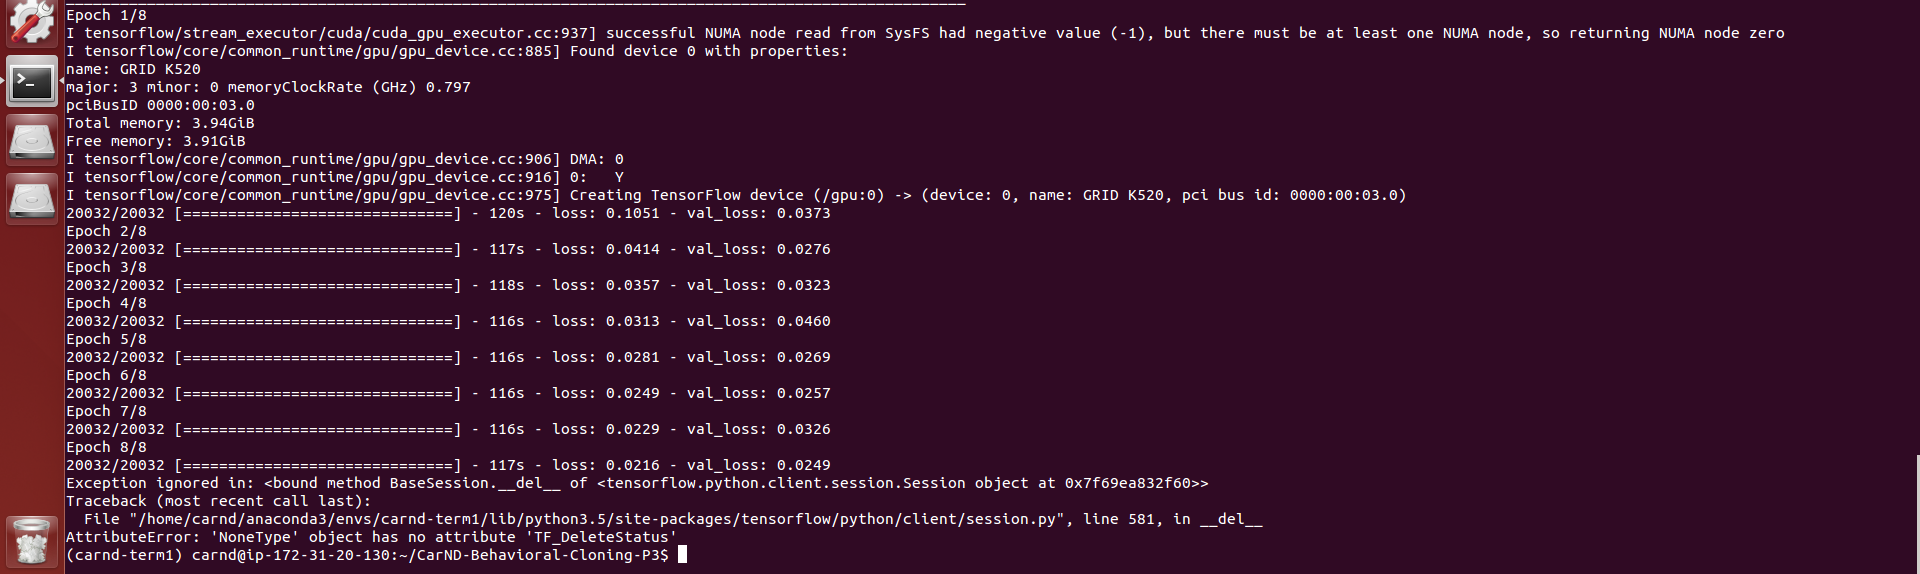 Epoch 1/8
I tensorflow/stream_executor/cuda/cuda_gpu_executor.cc:937] successful NUMA node read from SysFS had negative value (-1), but there must be at least one NUMA node, so returning NUMA node zero
I tensorflow/core/common_runtime/gpu/gpu_device.cc:885] Found device 0 with properties:
name: GRID K520
major: 3 minor: 0 memoryClockRate (GHz) 0.797
pciBusID 0000:00:03.0
Total memory: 3.94GiB
Free memory: 3.91GiB
I tensorflow/core/common_runtime/gpu/gpu_device.cc:906] DMA: 0
I tensorflow/core/common_runtime/gpu/gpu_device.cc:916] 0:   Y
I tensorflow/core/common_runtime/gpu/gpu_device.cc:975] Creating TensorFlow device (/gpu:0) -> (device: 0, name: GRID K520, pci bus id: 0000:00:03.0)
20032/20032 [==============================] - 120s - loss: 0.1051 - val_loss: 0.0373
Epoch 2/8
20032/20032 [==============================] - 117s - loss: 0.0414 - val_loss: 0.0276
Epoch 3/8
20032/20032 [==============================] - 118s - loss: 0.0357 - val_loss: 0.0323
Epoch 4/8
20032/20032 [==============================] - 116s - loss: 0.0313 - val_loss: 0.0460
Epoch 5/8
20032/20032 [==============================] - 116s - loss: 0.0281 - val_loss: 0.0269
Epoch 6/8
20032/20032 [==============================] - 116s - loss: 0.0249 - val_loss: 0.0257
Epoch 7/8
20032/20032 [==============================] - 116s - loss: 0.0229 - val_loss: 0.0326
Epoch 8/8
20032/20032 [==============================] - 117s - loss: 0.0216 - val_loss: 0.0249
Exception ignored in: <bound method BaseSession.__del__ of <tensorflow.python.client.session.Session object at 0x7f69ea832f60>>
Traceback (most recent call last):
  File "/home/carnd/anaconda3/envs/carnd-term1/lib/python3.5/site-packages/tensorflow/python/client/session.py", line 581, in __del__
AttributeError: 'NoneType' object has no attribute 'TF_DeleteStatus'
(carnd-term1) carnd@ip-172-31-20-130:~/CarND-Behavioral-Cloning-P3$